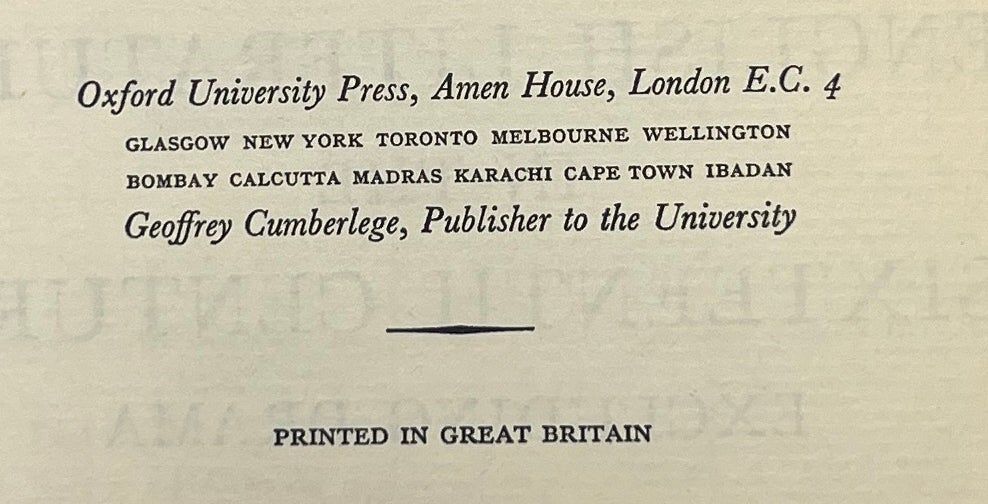 Oxford University Press, Amen House, London E.C. 4
GLASGOW NEW YORK TORONTO MELBOURNE WELLINGTON
BOMBAY CALCUTTA MADRAS KARACHI CAPE TOWN IBADAN
Geoffrey Cumberlege, Publisher to the University
PRINTED IN GREAT BRITAIN